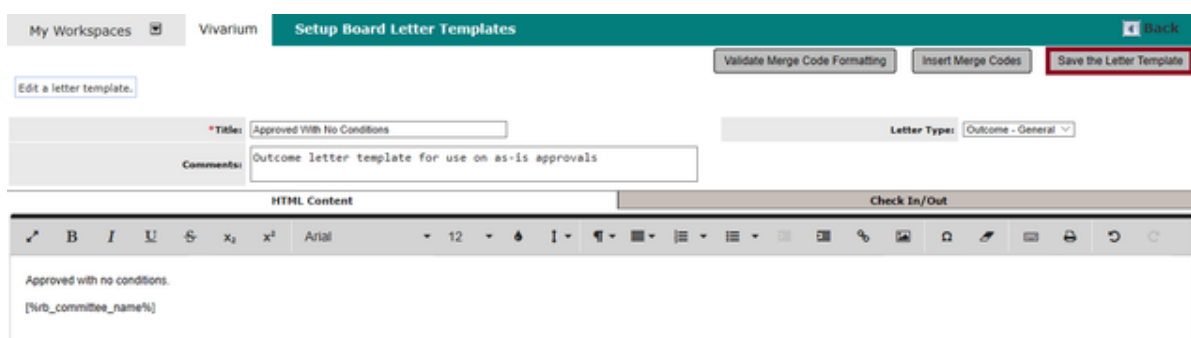 My Workspaces Vivarium Setup Board Letter Templates Back
Validate Merge Code Formatting Insert Merge Codes Save the Letter Template
Edit a letter template.
*Title: Approved With No Conditions Letter Type: Outcome - General
Comments: Outcome letter template for use on as-is approvals
HTML Content Check In/Out
B I U S x₂ x² Arial 12 Ω
Approved with no conditions.
[%rb_committee_name%]